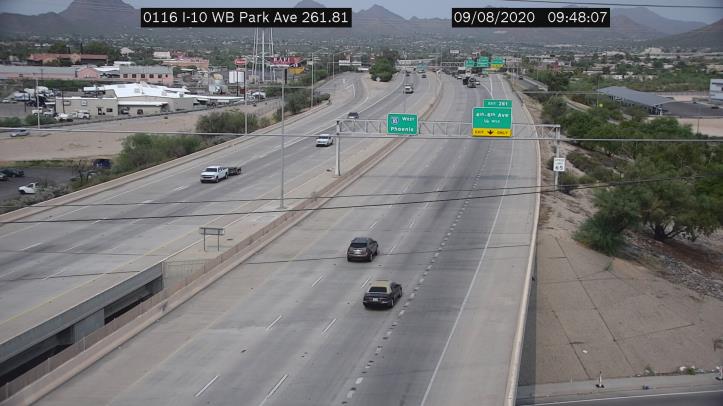 0116 I-10 WB Park Ave 261.81
09/08/2020 09:48:07
EXIT 261
10 West
Phoenix
6th-4th Ave
EXIT ONLY
65